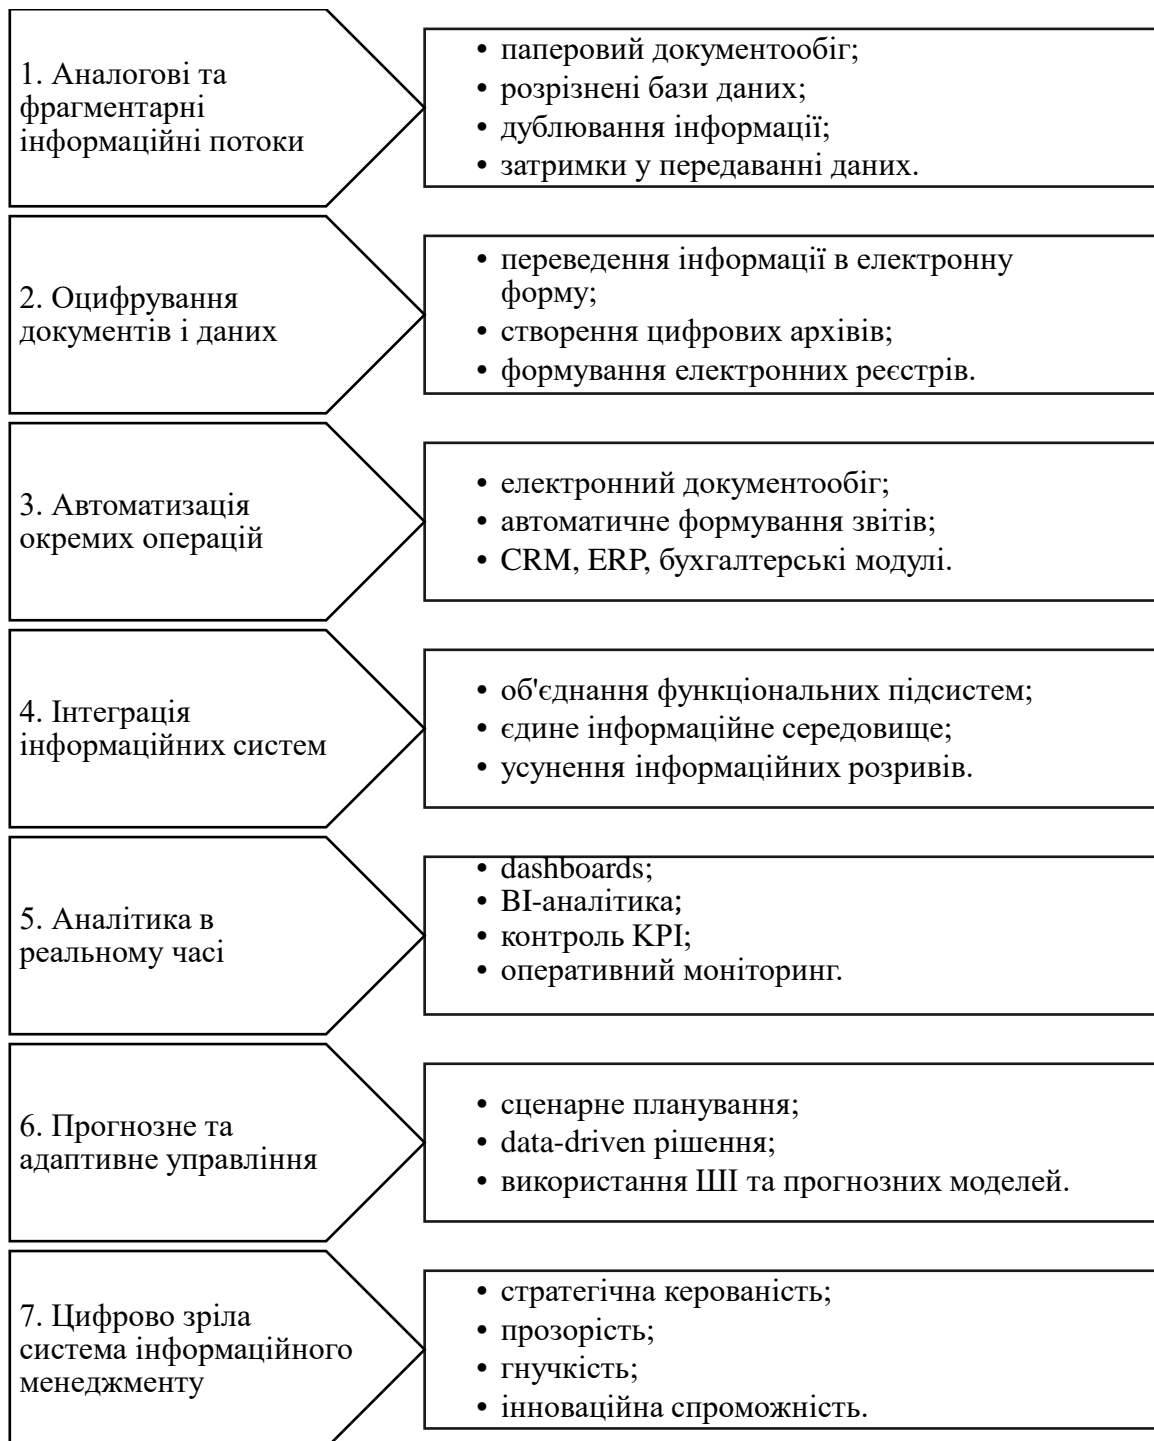 1. Аналогові та
фрагментарні
інформаційні потоки
• паперовий документообіг;
• розрізнені бази даних;
• дублювання інформації;
• затримки у передаванні даних.
2. Оцифрування
документів і даних
• переведення інформації в електронну
форму;
• створення цифрових архівів;
• формування електронних реєстрів.
3. Автоматизація
окремих операцій
• електронний документообіг;
• автоматичне формування звітів;
• CRM, ERP, бухгалтерські модулі.
4. Інтеграція
інформаційних систем
• об'єднання функціональних підсистем;
• єдине інформаційне середовище;
• усунення інформаційних розривів.
5. Аналітика в
реальному часі
• dashboards;
• BI-аналітика;
• контроль KPI;
• оперативний моніторинг.
6. Прогнозне та
адаптивне управління
• сценарне планування;
• data-driven рішення;
• використання ШІ та прогнозних моделей.
7. Цифрово зріла
система інформаційного
менеджменту
• стратегічна керованість;
• прозорість;
• гнучкість;
• інноваційна спроможність.